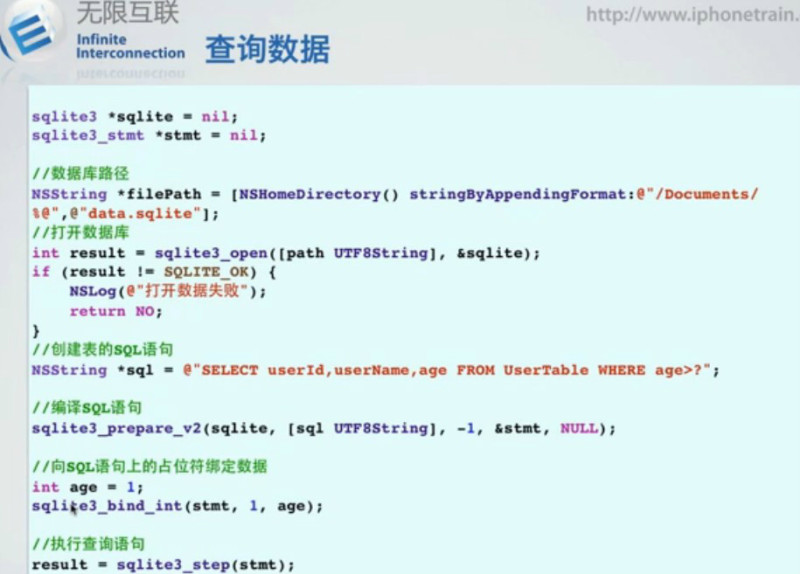 无限互联
http://www.iphonetrain.
Infinite
Interconnection
查询数据
sqlite3 *sqlite = nil;
sqlite3_stmt *stmt = nil;
//数据库路径
NSString *filePath = [NSHomeDirectory() stringByAppendingFormat:@"/Documents/
%@",@"data.sqlite"];
//打开数据库
int result = sqlite3_open([path UTF8String], &sqlite);
if (result != SQLITE_OK) {
NSLog(@"打开数据失败");
return NO;
}
//创建表的SQL语句
NSString *sql = @"SELECT userId,userName,age FROM UserTable WHERE age>?";
//编译SQL语句
sqlite3_prepare_v2(sqlite, [sql UTF8String], -1, &stmt, NULL);
//向SQL语句上的占位符绑定数据
int age = 1;
sqlite3_bind_int(stmt, 1, age);
//执行查询语句
result = sqlite3_step(stmt);